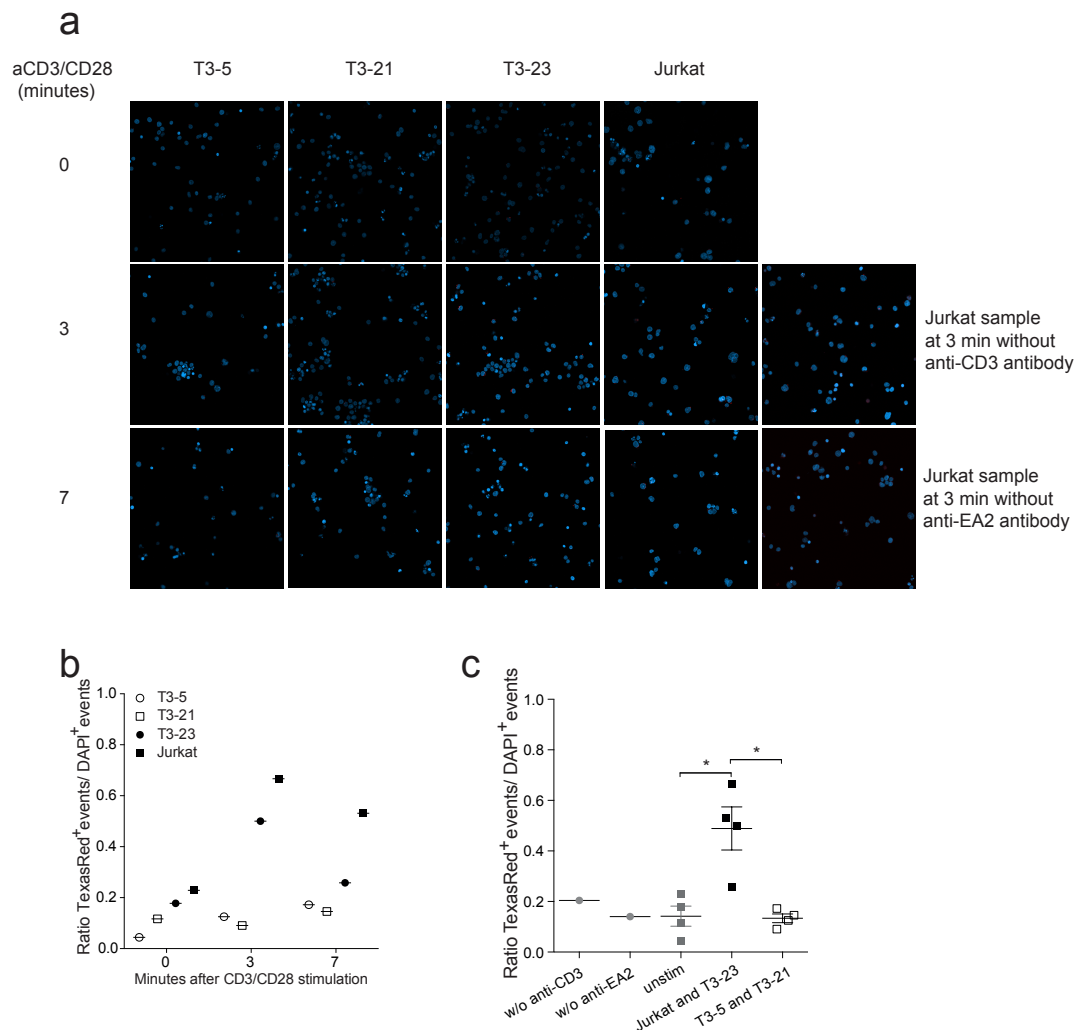 a
aCD3/CD28
(minutes)
T3-5
T3-21
T3-23
Jurkat
0
3
Jurkat sample
at 3 min without
anti-CD3 antibody
7
Jurkat sample
at 3 min without
anti-EA2 antibody
b
Ratio TexasRed+events/ DAPI+events
1.0
0.8
0.6
0.4
0.2
0.0
T3-5
T3-21
T3-23
Jurkat
0
3
7
Minutes after CD3/CD28 stimulation
c
Ratio TexasRed+events/ DAPI+events
1.0
0.8
0.6
0.4
0.2
0.0
*
*
w/o anti-CD3
w/o anti-EA2
unstim
Jurkat and T3-23
T3-5 and T3-21